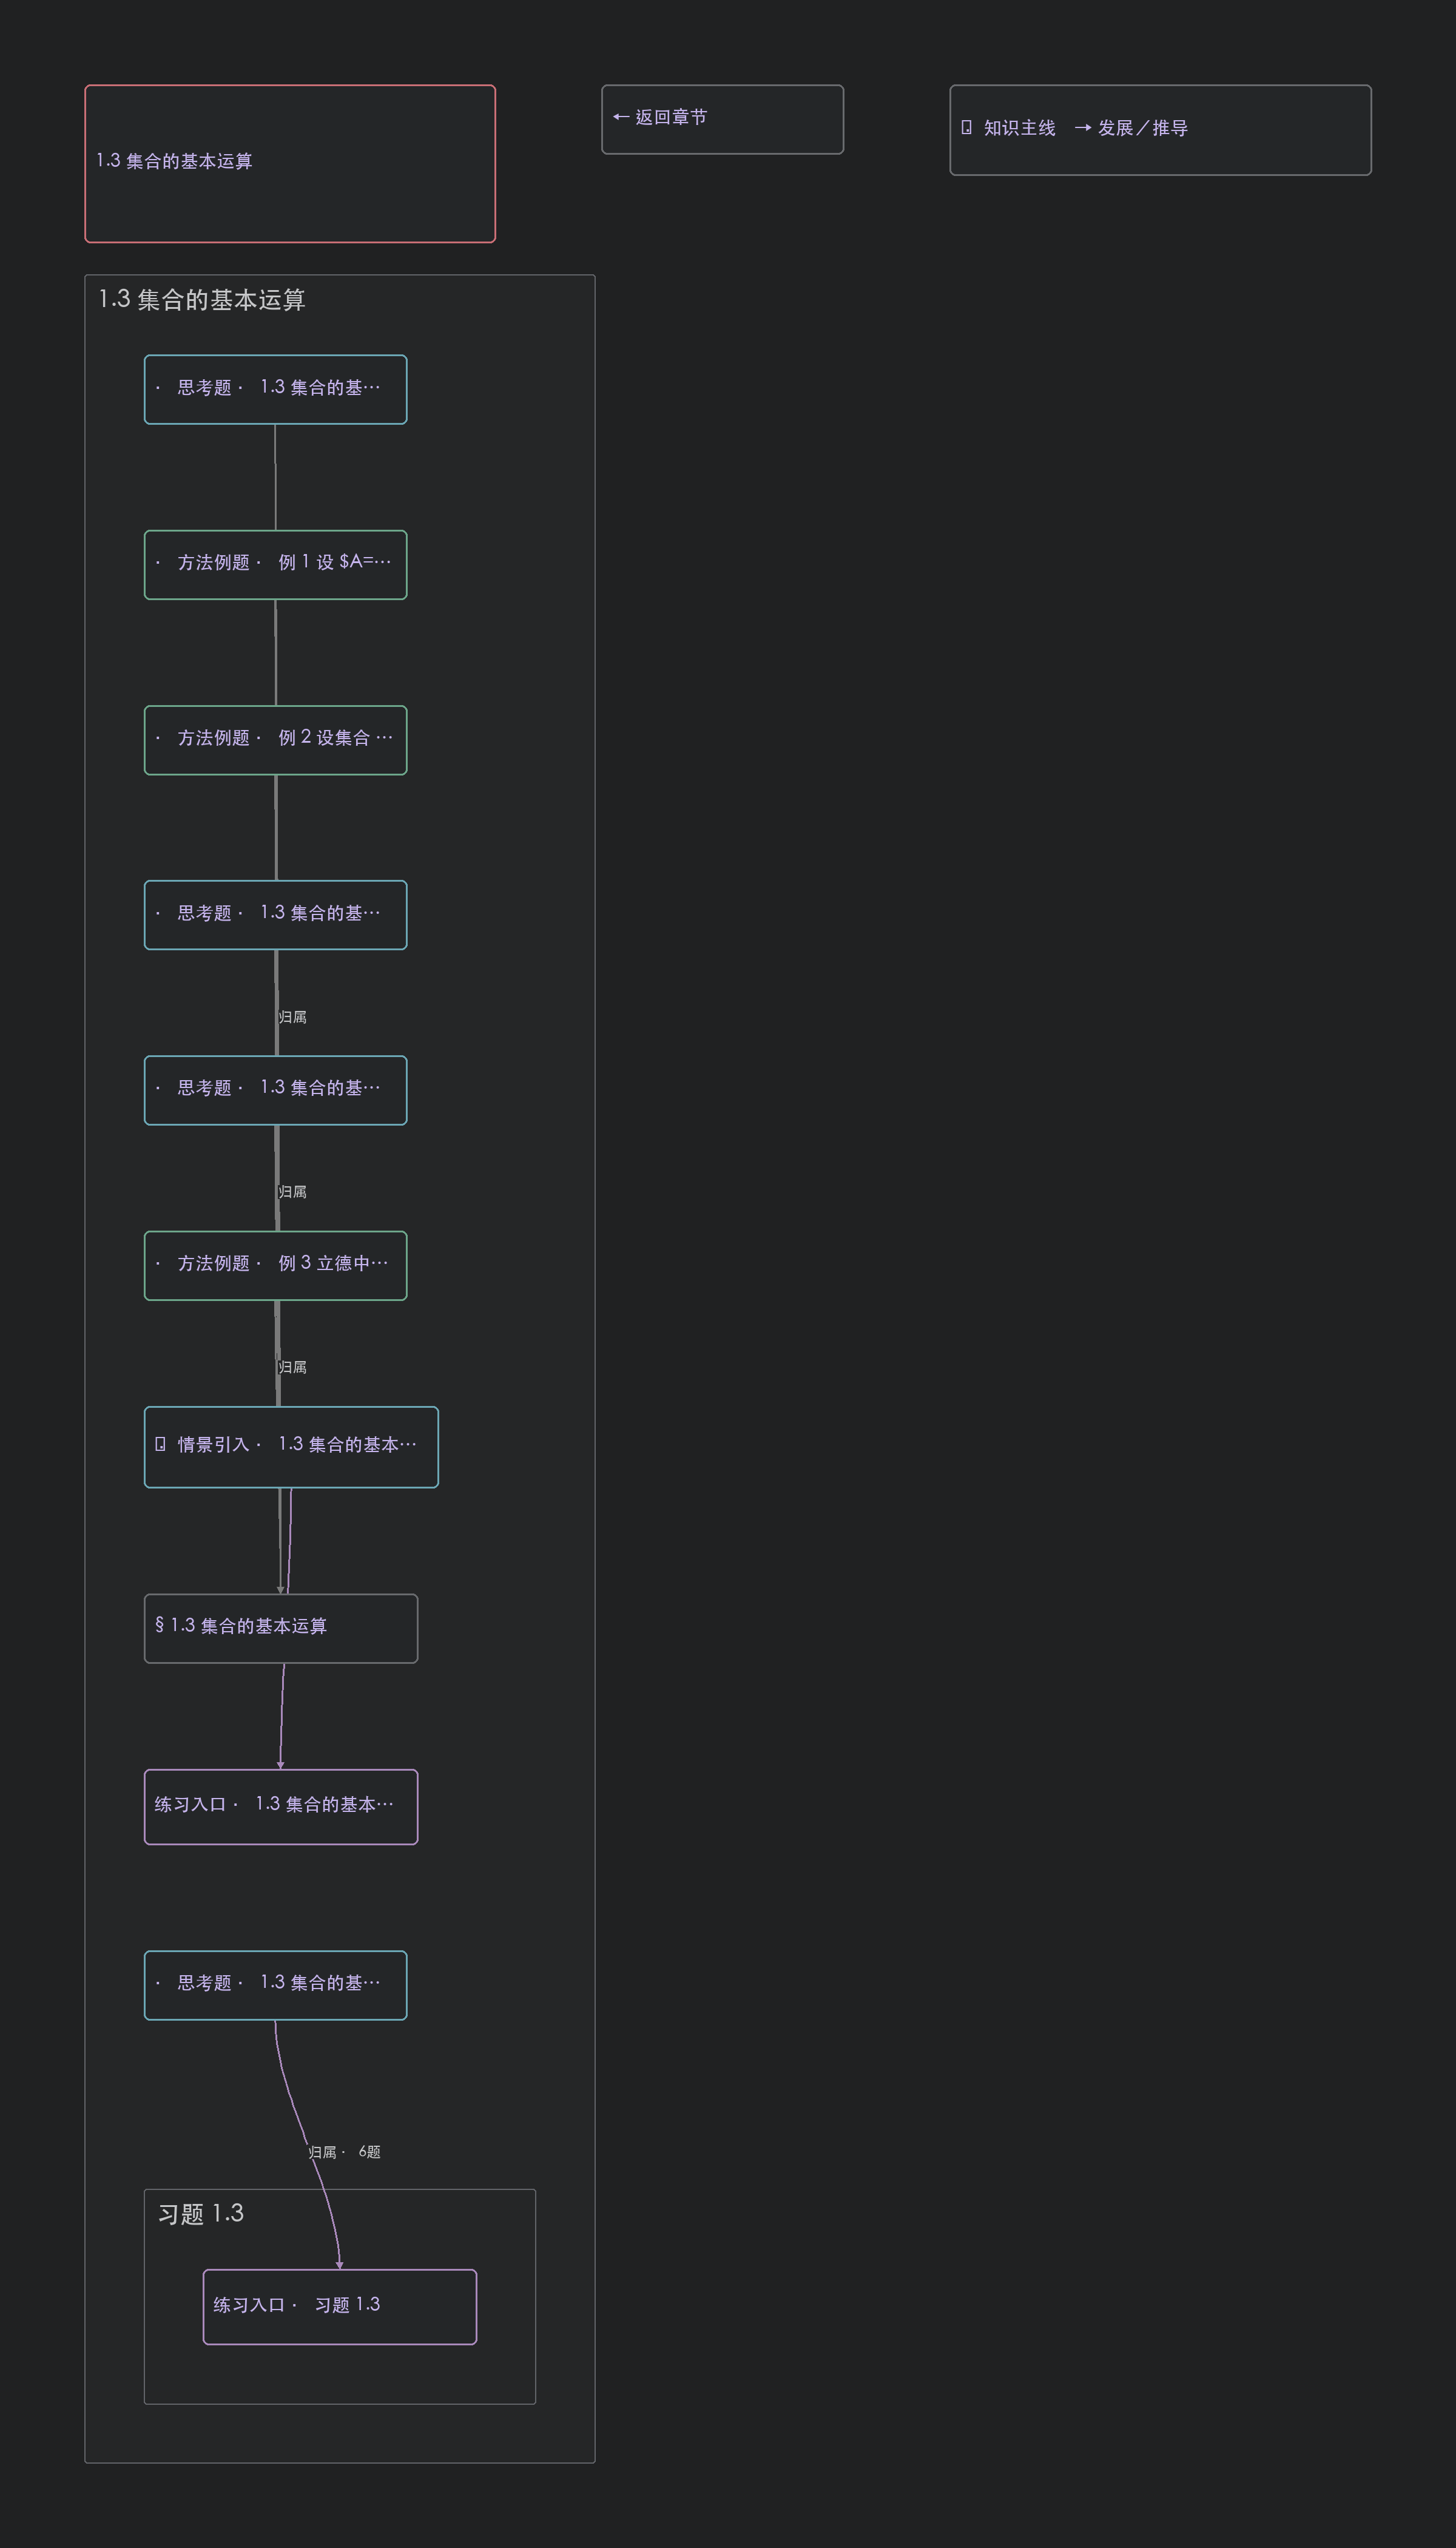 1.3 集合的基本运算
← 返回章节
知识主线 → 发展／推导
1.3 集合的基本运算
· 思考题 · 1.3 集合的基…
· 方法例题 · 例 1 设 $A=…
· 方法例题 · 例 2 设集合 …
· 思考题 · 1.3 集合的基…
归属
· 思考题 · 1.3 集合的基…
归属
· 方法例题 · 例 3 立德中…
归属
情景引入 · 1.3 集合的基本…
§ 1.3 集合的基本运算
练习入口 · 1.3 集合的基本…
· 思考题 · 1.3 集合的基…
归属 · 6题
习题 1.3
练习入口 · 习题 1.3